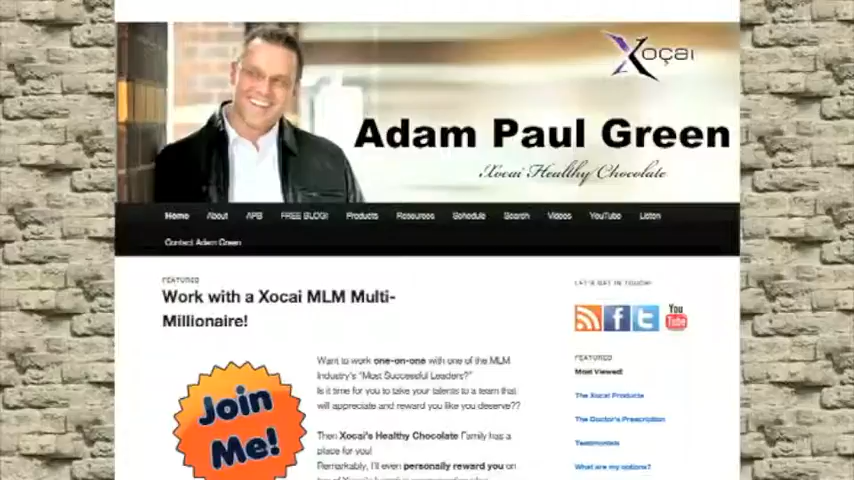 Xoçai
Adam Paul Green
Xocai Healthy Chocolate
Home About APG FREE BLOG! Products Resources Schedule Search Videos YouTube Listen
Contact Adam Green
FEATURED
Work with a Xocai MLM Multi-
Millionaire!
Join
Me!
Want to work one-on-one with one of the MLM
Industry's "Most Successful Leaders?"
Is it time for you to take your talents to a team that
will appreciate and reward you like you deserve??
Then Xocai's Healthy Chocolate Family has a
place for you!
Remarkably, I'll even personally reward you on
LET'S GET IN TOUCH!
You
Tube
FEATURED
Most Viewed!
The Xocai Products
The Doctor's Prescription
Testimonials
What are my options?